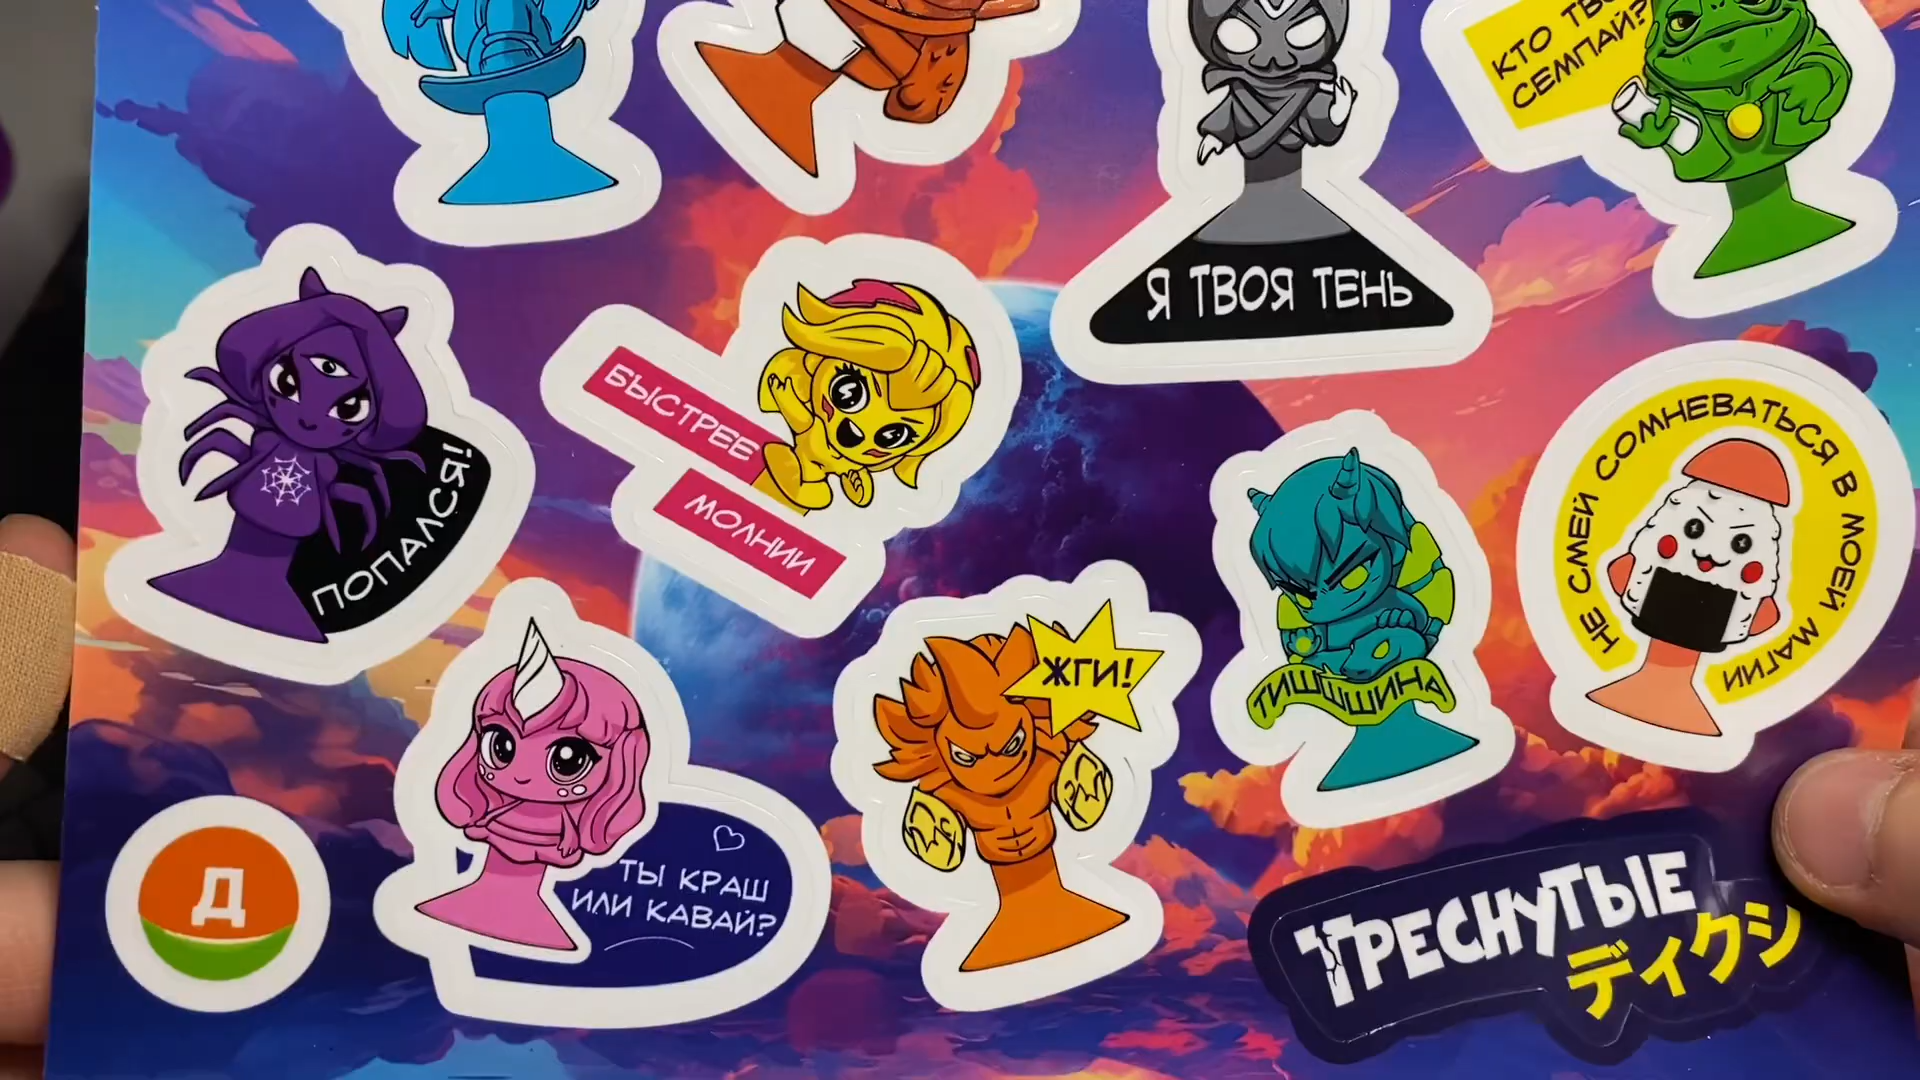 КТО ТВОЙ
СЕМПАЙ?
Я ТВОЯ ТЕНЬ
ПОПАЛСЯ!
БЫСТРЕЕ
МОЛНИИ
НЕ СМЕЙ СОМНЕВАТЬСЯ В МОЕЙ МАГИИ
ЖГИ!
ТИШШШИНА
Д
ТЫ КРАШ
ИЛИ КАВАЙ?
ТРЕСНУТЫЕ
ディクシ